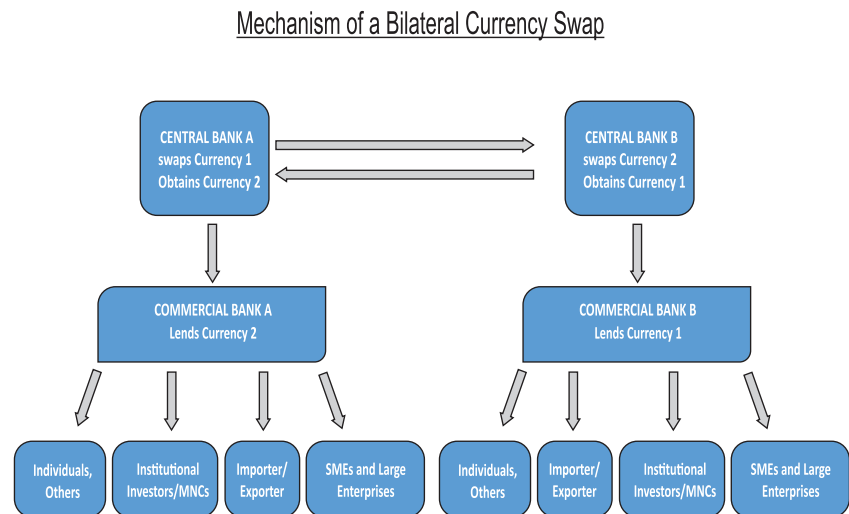 Mechanism of a Bilateral Currency Swap
CENTRAL BANK A
swaps Currency 1
Obtains Currency 2
CENTRAL BANK B
swaps Currency 2
Obtains Currency 1
COMMERCIAL BANK A
Lends Currency 2
COMMERCIAL BANK B
Lends Currency 1
Individuals,
Others
Institutional
Investors/MNCs
Importer/
Exporter
SMEs and Large
Enterprises
Individuals,
Others
Importer/
Exporter
Institutional
Investors/MNCs
SMEs and Large
Enterprises